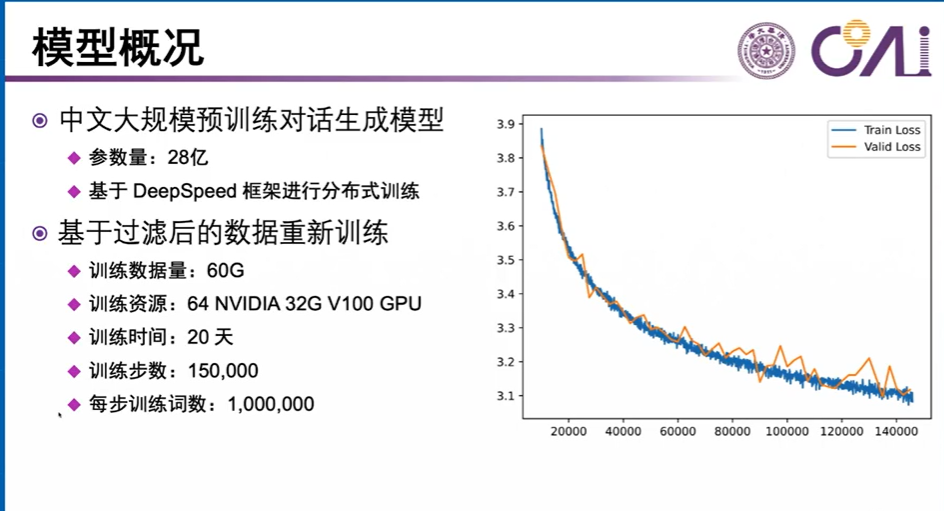 模型概况
中文大规模预训练对话生成模型
参数量：28亿
基于 DeepSpeed 框架进行分布式训练
基于过滤后的数据重新训练
训练数据量：60G
训练资源：64 NVIDIA 32G V100 GPU
训练时间：20 天
训练步数：150,000
每步训练词数：1,000,000
Train Loss
Valid Loss
3.9
3.8
3.7
3.6
3.5
3.4
3.3
3.2
3.1
20000 40000 60000 80000 100000 120000 140000